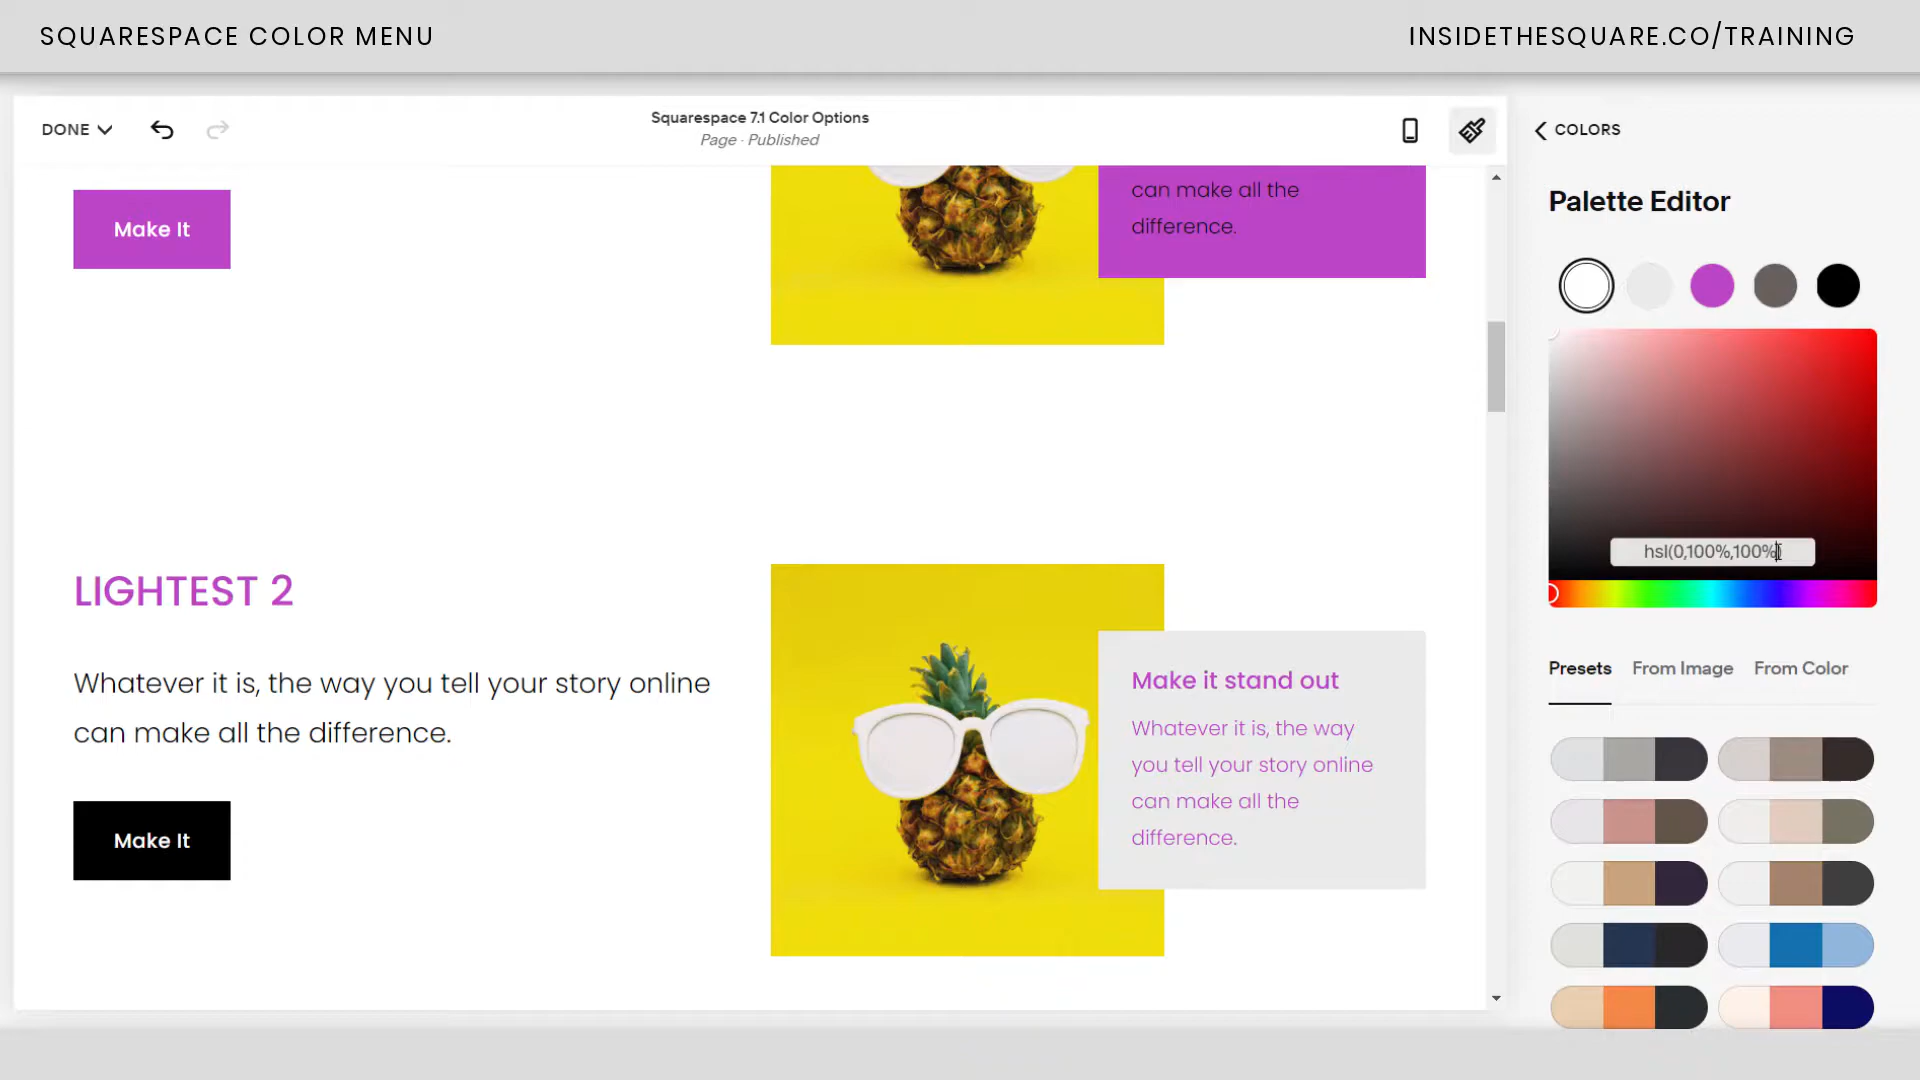 SQUARESPACE COLOR MENU
INSIDETHESQUARE.CO/TRAINING
DONE
Squarespace 7.1 Color Options
Page · Published
COLORS
Palette Editor
Make It
can make all the
difference.
LIGHTEST 2
Whatever it is, the way you tell your story online
can make all the difference.
Make It
Make it stand out
Whatever it is, the way
you tell your story online
can make all the
difference.
hsl(0,100%,100%)
Presets
From Image
From Color